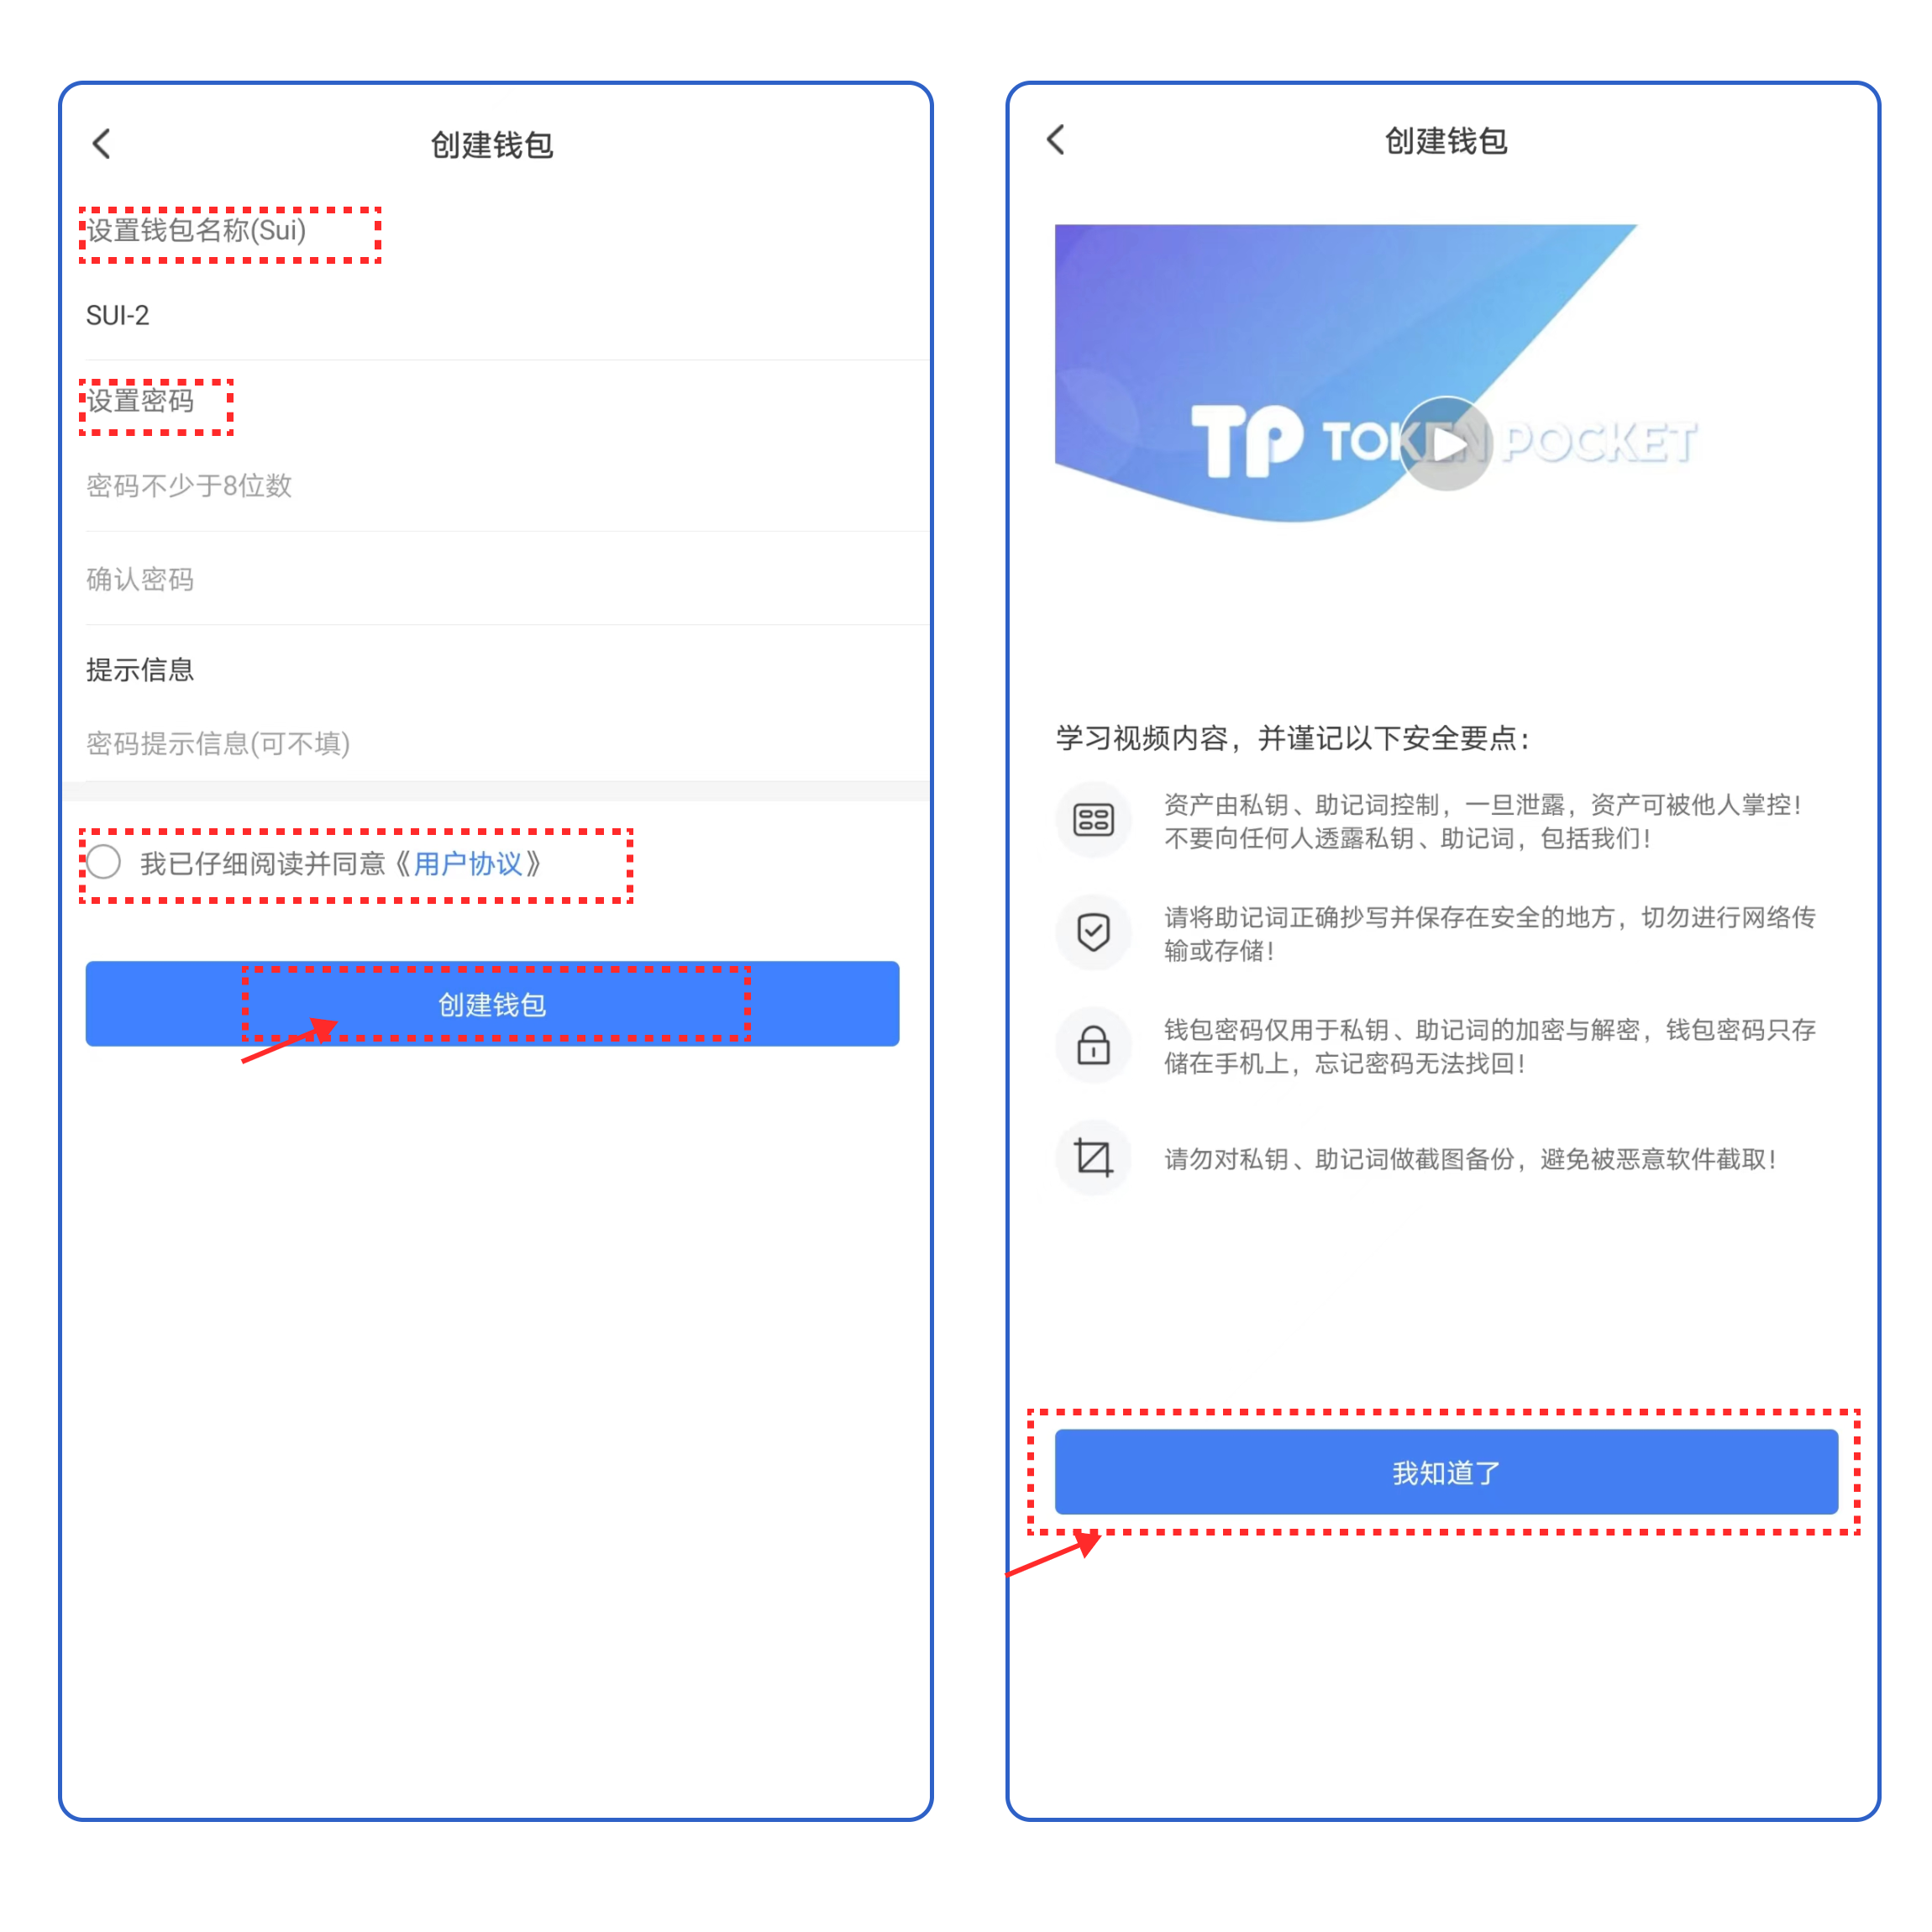 创建钱包
设置钱包名称(Sui)
SUI-2
设置密码
密码不少于8位数
确认密码
提示信息
密码提示信息(可不填)
我已仔细阅读并同意《用户协议》
创建钱包
创建钱包
TP TOKEN POCKET
学习视频内容，并谨记以下安全要点：
资产由私钥、助记词控制，一旦泄露，资产可被他人掌控！
不要向任何人透露私钥、助记词，包括我们！
请将助记词正确抄写并保存在安全的地方，切勿进行网络传
输或存储！
钱包密码仅用于私钥、助记词的加密与解密，钱包密码只存
储在手机上，忘记密码无法找回！
请勿对私钥、助记词做截图备份，避免被恶意软件截取！
我知道了